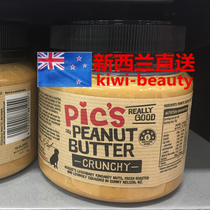 新西兰直送
kiwi-beauty
Pic's
REALLY
GOOD
PEANUT
BUTTER
CRUNCHY